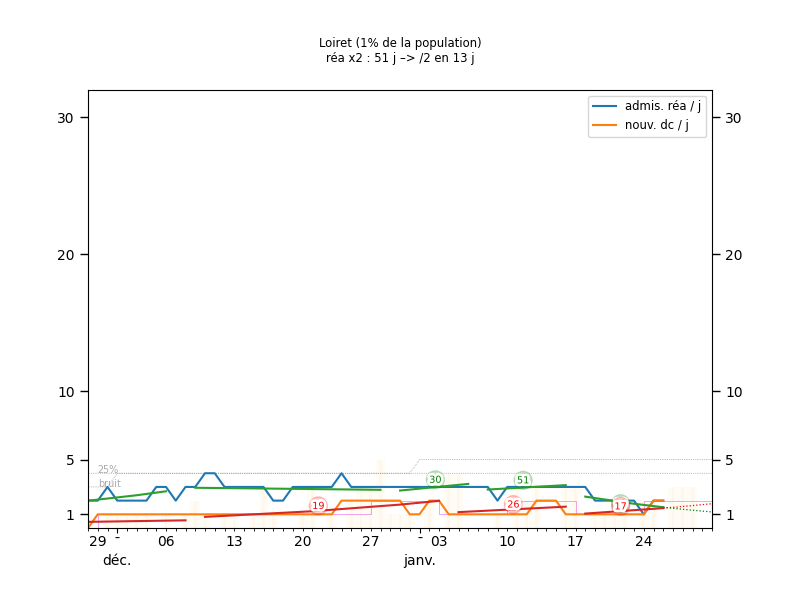 Loiret (1% de la population)
réa x2 : 51 j –> /2 en 13 j
admis. réa / j
nouv. dc / j
30 30
20 20
10 10
5 5
25%
bruit
30 51
19 26 17
1 1
29 - 06 13 20 27 - 03 10 17 24
déc. janv.